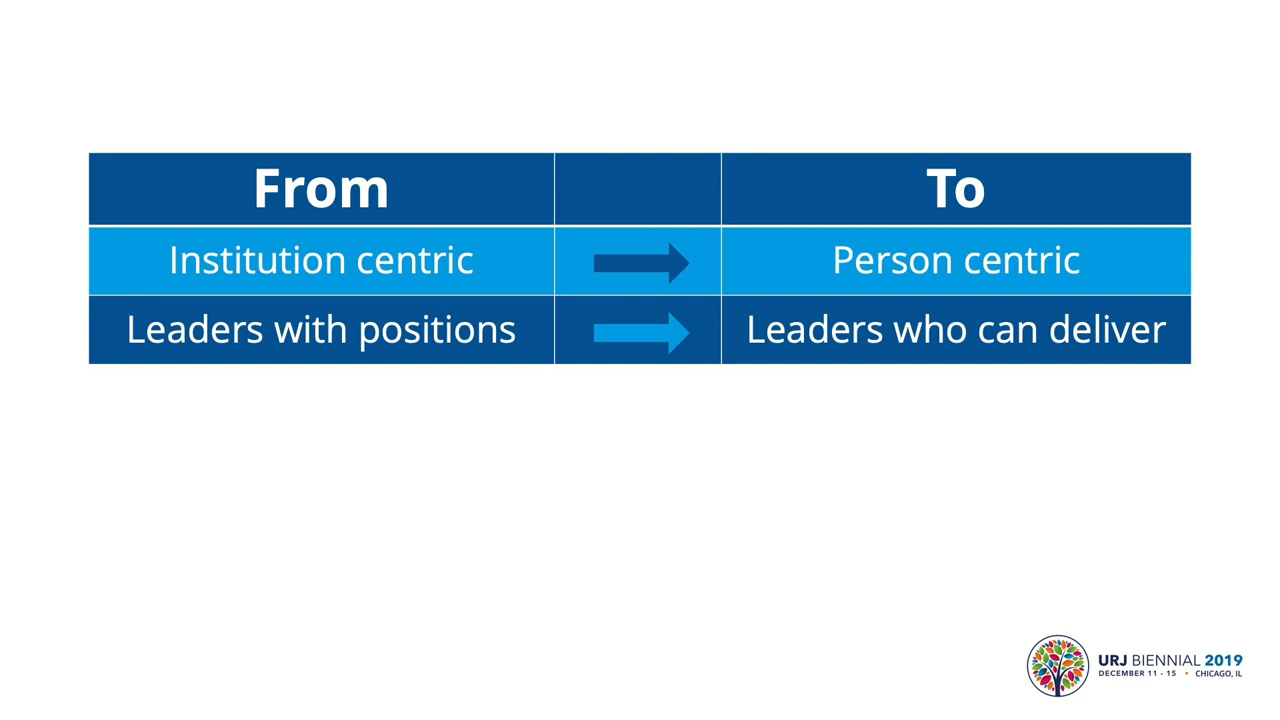 From To
Institution centric Person centric
Leaders with positions Leaders who can deliver
URJ BIENNIAL 2019
DECEMBER 11 - 15 • CHICAGO, IL